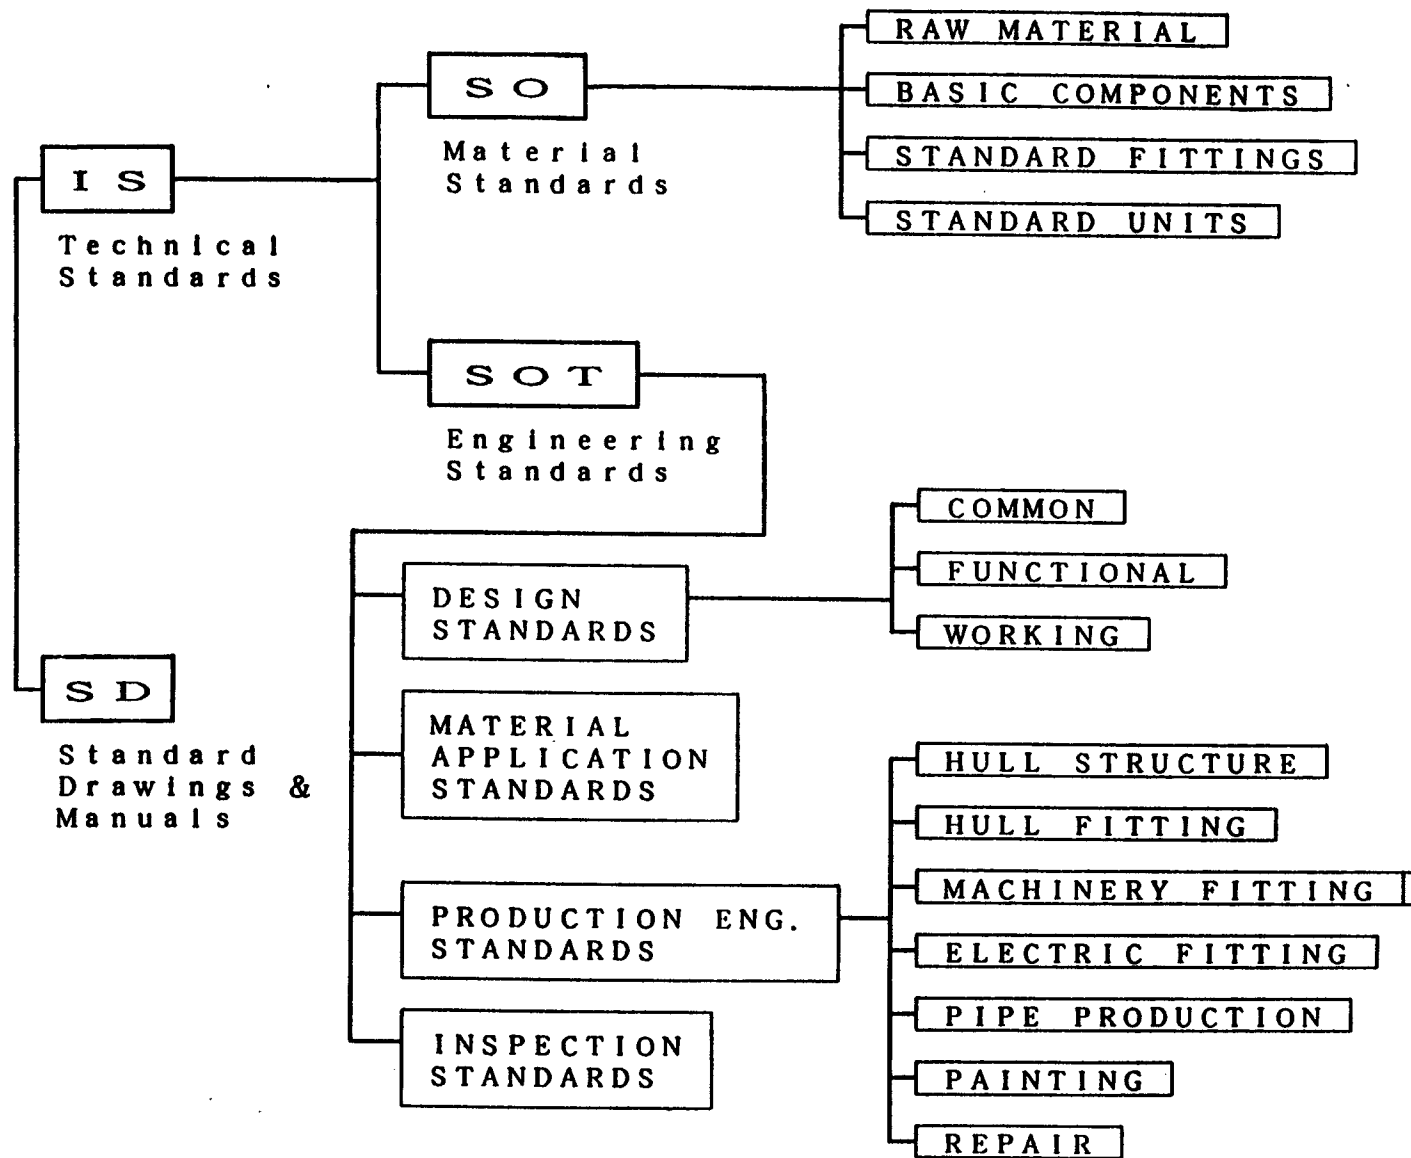 RAW MATERIAL
SO
BASIC COMPONENTS
Material
Standards
STANDARD FITTINGS
IS
STANDARD UNITS
Technical
Standards
SOT
Engineering
Standards
COMMON
FUNCTIONAL
DESIGN
STANDARDS
WORKING
SD
Standard
Drawings &
Manuals
MATERIAL
APPLICATION
STANDARDS
HULL STRUCTURE
HULL FITTING
MACHINERY FITTING
PRODUCTION ENG.
STANDARDS
ELECTRIC FITTING
PIPE PRODUCTION
INSPECTION
STANDARDS
PAINTING
REPAIR